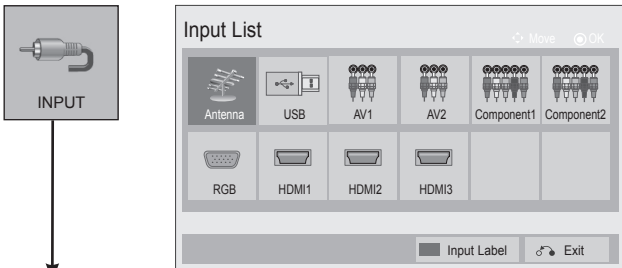 INPUT
Input List
Move OK
Antenna USB AV1 AV2 Component1 Component2
RGB HDMI1 HDMI2 HDMI3
Input Label Exit